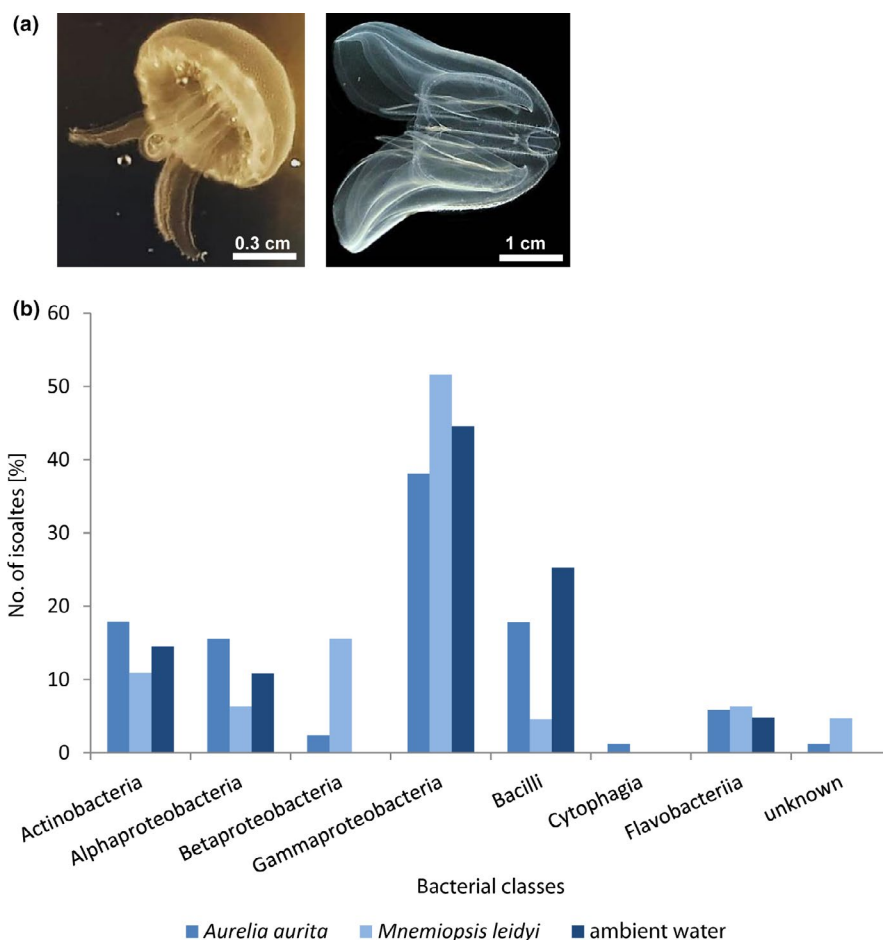 (a)
0.3 cm
1 cm
(b)
60
50
40
30
20
10
0
No. of isoaltes [%]
Actinobacteria
Alphaproteobacteria
Betaproteobacteria
Gammaproteobacteria
Bacilli
Cytophagia
Flavobacteriia
unknown
Bacterial classes
Aurelia aurita Mnemiopsis leidyi ambient water